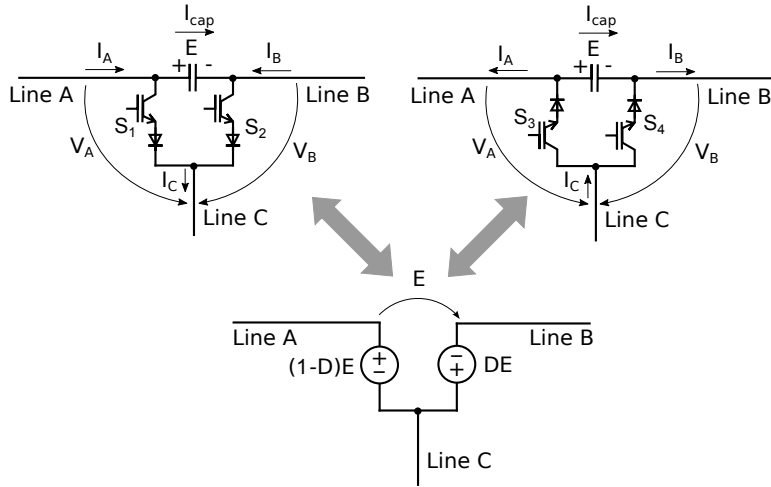 I_cap
I_A
E
I_B
+ -
Line A
Line B
S_1
S_2
V_A
V_B
I_C
Line C
I_cap
I_A
E
I_B
+ -
Line A
Line B
S_3
S_4
V_A
V_B
I_C
Line C
E
Line A
Line B
(1-D)E
+
−
−
+
DE
Line C